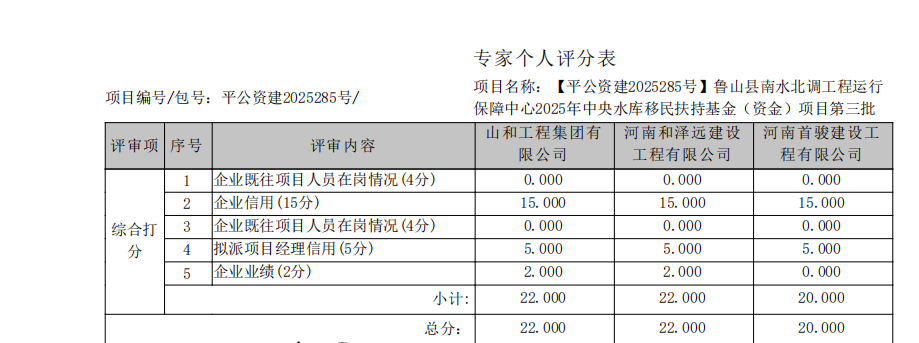 专家个人评分表
项目编号/包号：平公资建2025285号/
项目名称：【平公资建2025285号】鲁山县南水北调工程运行
保障中心2025年中央水库移民扶持基金（资金）项目第三批
评审项 序号 评审内容 山和工程集团有限公司 河南和泽远建设工程有限公司 河南首骏建设工程有限公司
综合打分
1 企业既往项目人员在岗情况(4分) 0.000 0.000 0.000
2 企业信用(15分) 15.000 15.000 15.000
3 企业既往项目人员在岗情况(4分) 0.000 0.000 0.000
4 拟派项目经理信用(5分) 5.000 5.000 5.000
5 企业业绩(2分) 2.000 2.000 0.000
小计: 22.000 22.000 20.000
总分： 22.000 22.000 20.000